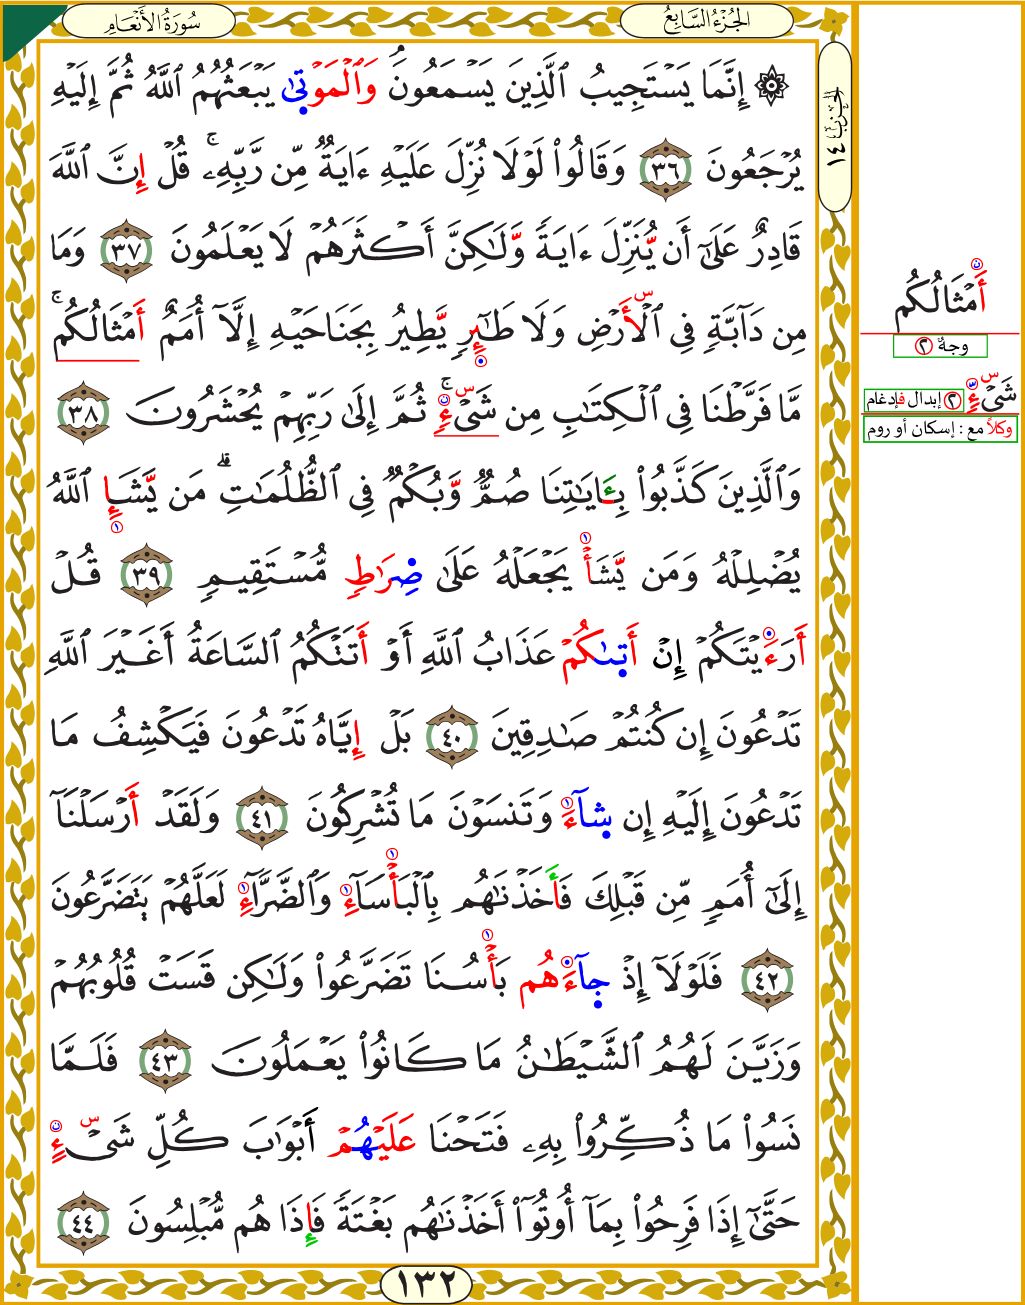 سُورَةُ الأَنْعَامِ
الجُزْءُ السَّابِعُ
الحِزْبُ ١٤
۞ إِنَّمَا يَسْتَجِيبُ ٱلَّذِينَ يَسْمَعُونَۘ وَٱلْمَوْتَىٰ يَبْعَثُهُمُ ٱللَّهُ ثُمَّ إِلَيْهِ
يُرْجَعُونَ ٣٦ وَقَالُوا۟ لَوْلَا نُزِّلَ عَلَيْهِ ءَايَةٌ مِّن رَّبِّهِۦۚ قُلْ إِنَّ ٱللَّهَ
قَادِرٌ عَلَىٰٓ أَن يُنَزِّلَ ءَايَةً وَلَٰكِنَّ أَكْثَرَهُمْ لَا يَعْلَمُونَ ٣٧ وَمَا
مِن دَآبَّةٍ فِي ٱلْأَرْضِ وَلَا طَٰٓئِرٍ يَطِيرُ بِجَنَاحَيْهِ إِلَّآ أُمَمٌ أَمْثَالُكُمۚ
مَّا فَرَّطْنَا فِي ٱلْكِتَٰبِ مِن شَيْءٍۚ ثُمَّ إِلَىٰ رَبِّهِمْ يُحْشَرُونَ ٣٨
وَٱلَّذِينَ كَذَّبُوا۟ بِـَٔايَٰتِنَا صُمٌّ وَبُكْمٌ فِي ٱلظُّلُمَٰتِۗ مَن يَشَإِ ٱللَّهُ
يُضْلِلْهُ وَمَن يَشَأْ يَجْعَلْهُ عَلَىٰ صِرَٰطٍ مُّسْتَقِيمٍ ٣٩ قُلْ
أَرَءَيْتَكُمْ إِنْ أَتَىٰكُمْ عَذَابُ ٱللَّهِ أَوْ أَتَتْكُمُ ٱلسَّاعَةُ أَغَيْرَ ٱللَّهِ
تَدْعُونَ إِن كُنتُمْ صَٰدِقِينَ ٤٠ بَلْ إِيَّاهُ تَدْعُونَ فَيَكْشِفُ مَا
تَدْعُونَ إِلَيْهِ إِن شَآءَ وَتَنسَوْنَ مَا تُشْرِكُونَ ٤١ وَلَقَدْ أَرْسَلْنَآ
إِلَىٰٓ أُمَمٍ مِّن قَبْلِكَ فَأَخَذْنَٰهُم بِٱلْبَأْسَآءِ وَٱلضَّرَّآءِ لَعَلَّهُمْ يَتَضَرَّعُونَ
٤٢ فَلَوْلَآ إِذْ جَآءَهُم بَأْسُنَا تَضَرَّعُوا۟ وَلَٰكِن قَسَتْ قُلُوبُهُمْ
وَزَيَّنَ لَهُمُ ٱلشَّيْطَٰنُ مَا كَانُوا۟ يَعْمَلُونَ ٤٣ فَلَمَّا
نَسُوا۟ مَا ذُكِّرُوا۟ بِهِۦ فَتَحْنَا عَلَيْهُمْ أَبْوَٰبَ كُلِّ شَيْءٍ
حَتَّىٰٓ إِذَا فَرِحُوا۟ بِمَآ أُوتُوٓا۟ أَخَذْنَٰهُم بَغْتَةً فَإِذَا هُم مُّبْلِسُونَ ٤٤
أَمْثَالُكُم
٢ وجهٌ
شَيْءٍ
٢ إبدال فإدغام
وكلاً مع : إسكان أو روم
١٣٢